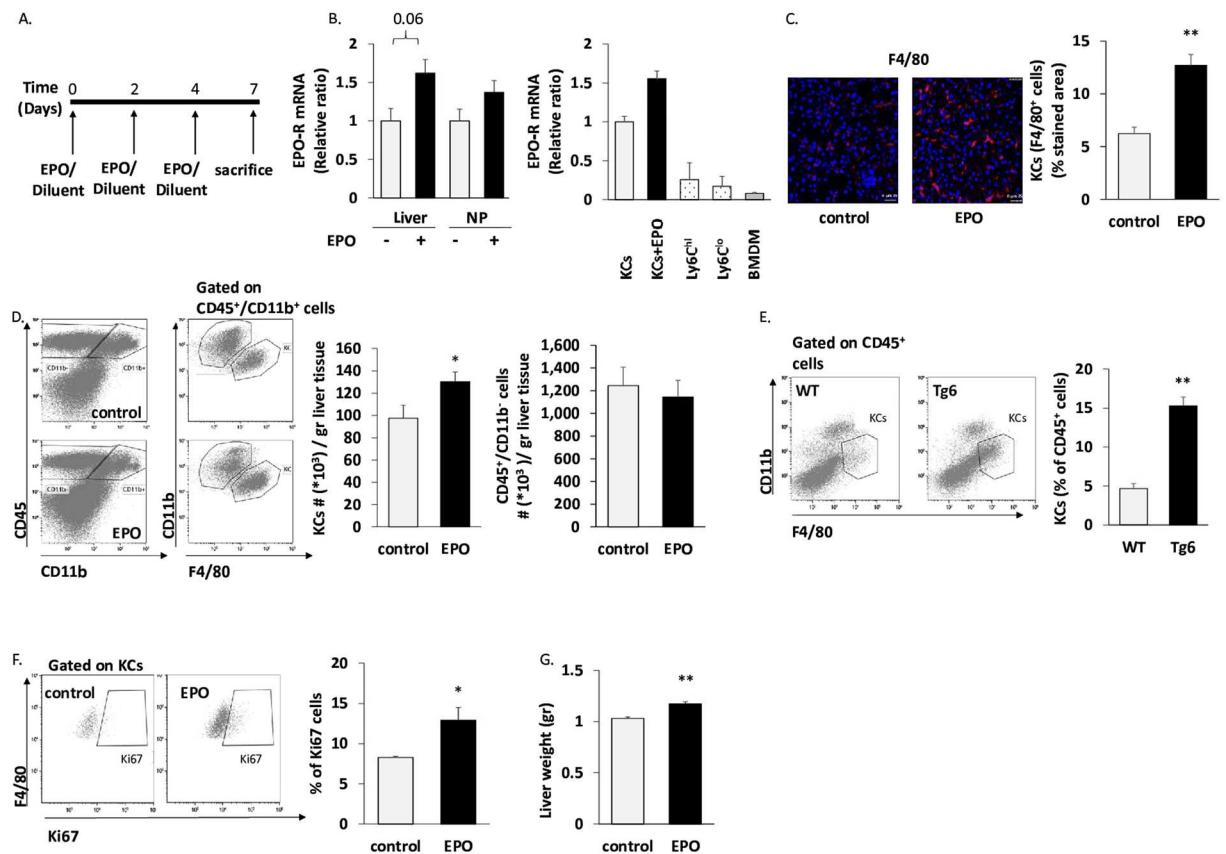 A.
Time 0 2 4 7
(Days)
EPO/ EPO/ EPO/ sacrifice
Diluent Diluent Diluent
B.
0.06
EPO-R mRNA
(Relative ratio)
2
1.5
1
0.5
0
Liver NP
EPO - + - +
EPO-R mRNA
(Relative ratio)
2
1.5
1
0.5
0
KCs
KCs+EPO
Ly6Chi
Ly6Clo
BMDM
C.
F4/80
control EPO
KCs (F4/80+ cells)
(% stained area)
15
10
5
0
**
control EPO
D.
Gated on
CD45+/CD11b+ cells
CD45
CD11b- CD11b+
control
CD11b- CD11b+
EPO
CD11b
CD11b
KC
KC
F4/80
KCs # (*10³) / gr liver tissue
160
140
120
100
80
60
40
20
0
*
control EPO
CD45+/CD11b- cells
# (*10³) / gr liver tissue
1,600
1,400
1,200
1,000
800
600
400
200
0
control EPO
E.
Gated on CD45+
cells
WT Tg6
KCs KCs
CD11b
F4/80
KCs (% of CD45+ cells)
20
15
10
5
0
**
WT Tg6
F.
Gated on KCs
control EPO
Ki67 Ki67
F4/80
Ki67
% of Ki67 cells
20
15
10
5
0
*
control EPO
G.
Liver weight (gr)
1.5
1
0.5
0
**
control EPO